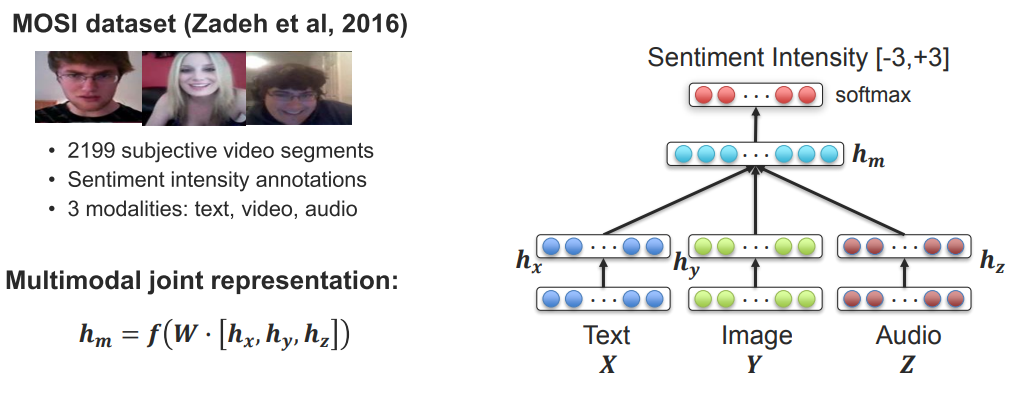 MOSI dataset (Zadeh et al, 2016)
• 2199 subjective video segments
• Sentiment intensity annotations
• 3 modalities: text, video, audio
Multimodal joint representation:
h_m = f(W · [h_x, h_y, h_z])
Sentiment Intensity [-3,+3]
softmax
h_m
h_x
h_y
h_z
Text
Image
Audio
X
Y
Z